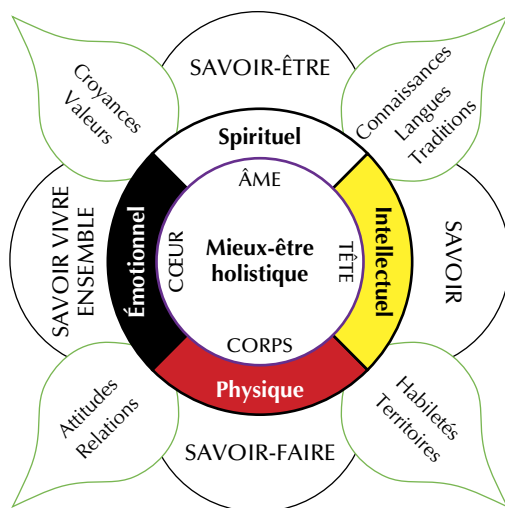 SAVOIR-ÊTRE
Croyances
Valeurs
Connaissances
Langues
Traditions
Spirituel
ÂME
SAVOIR VIVRE
ENSEMBLE
Émotionnel
CŒUR
Mieux-être
holistique
TÊTE
Intellectuel
SAVOIR
CORPS
Physique
Attitudes
Relations
SAVOIR-FAIRE
Habiletés
Territoires